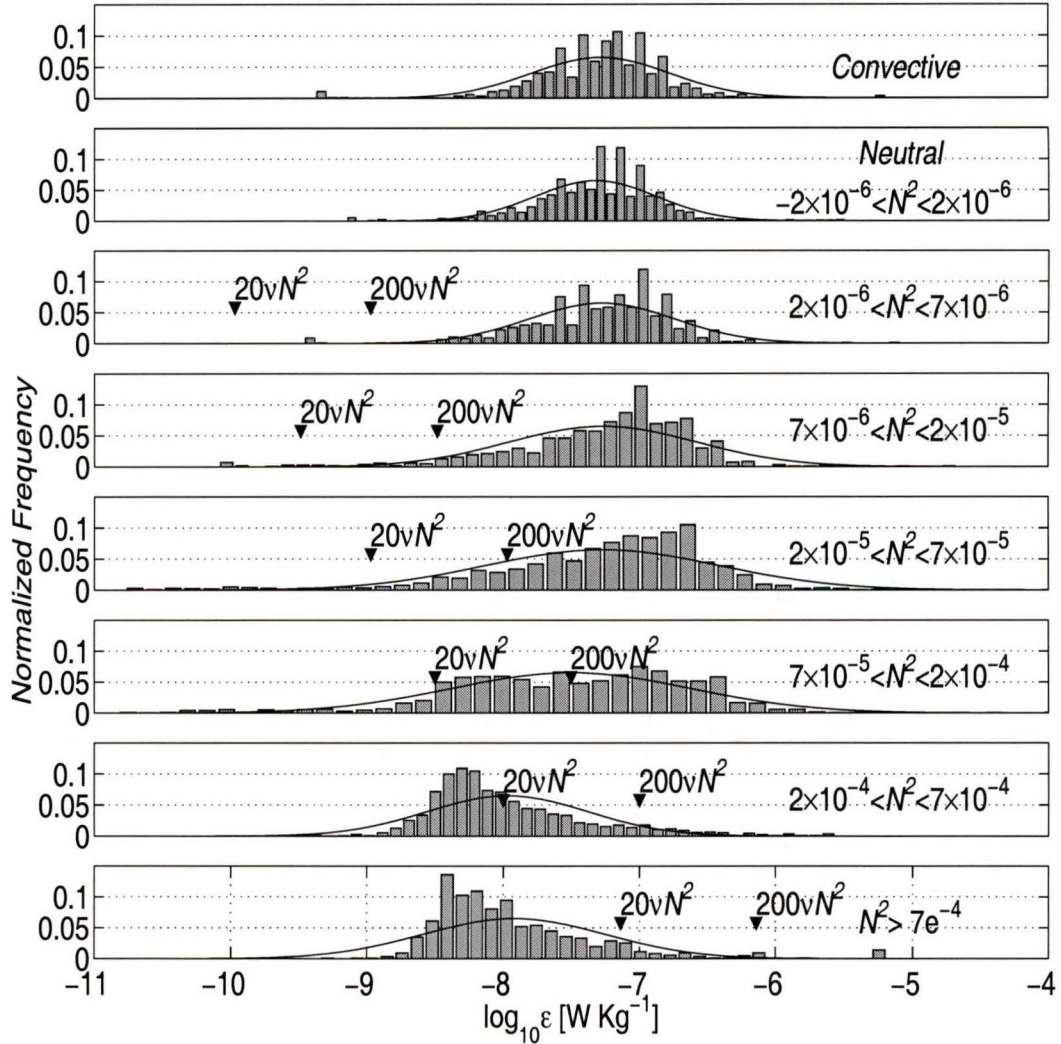 0.1
0.05
0
Convective
0.1
0.05
0
Neutral
−2×10⁻⁶<N²<2×10⁻⁶
0.1
0.05
0
20νN²
200νN²
2×10⁻⁶<N²<7×10⁻⁶
0.1
0.05
0
20νN²
200νN²
7×10⁻⁶<N²<2×10⁻⁵
0.1
0.05
0
20νN²
200νN²
2×10⁻⁵<N²<7×10⁻⁵
0.1
0.05
0
20νN²
200νN²
7×10⁻⁵<N²<2×10⁻⁴
0.1
0.05
0
20νN²
200νN²
2×10⁻⁴<N²<7×10⁻⁴
0.1
0.05
0
20νN²
200νN²
N²> 7e⁻⁴
Normalized Frequency
−11 −10 −9 −8 −7 −6 −5 −4
log₁₀ε [W Kg⁻¹]